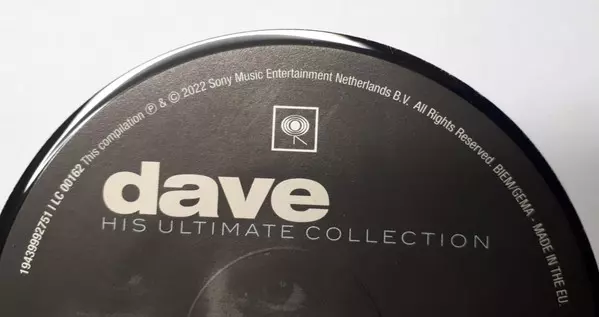 19439992751 | LC 00162 This compilation ℗ & © 2022 Sony Music Entertainment Netherlands B.V. All Rights Reserved. BIEM/GEMA - MADE IN THE EU.
dave
HIS ULTIMATE COLLECTION